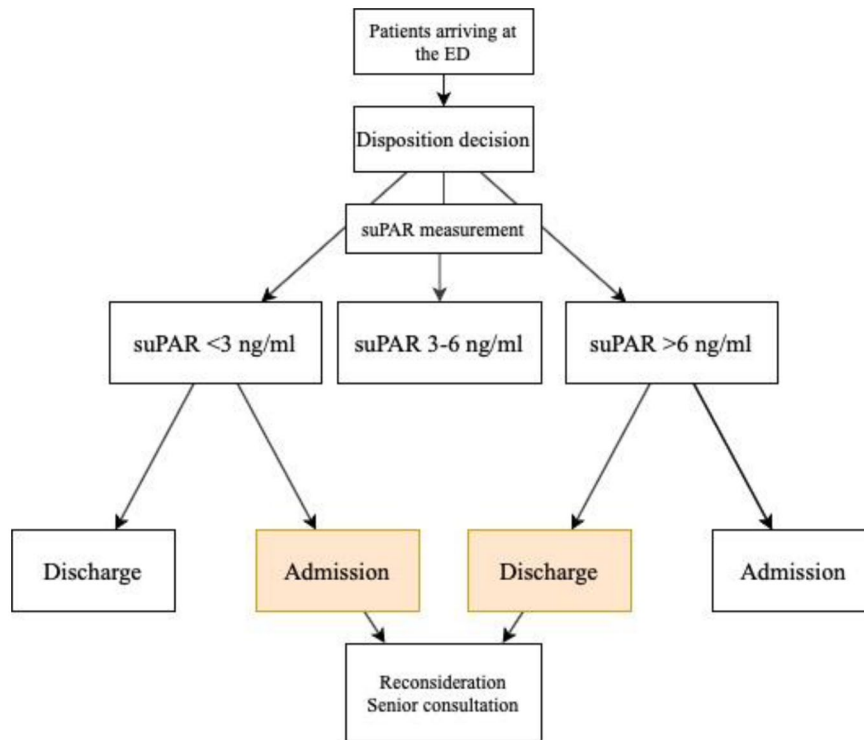 Patients arriving at
the ED
Disposition decision
suPAR measurement
suPAR <3 ng/ml
suPAR 3-6 ng/ml
suPAR >6 ng/ml
Discharge
Admission
Discharge
Admission
Reconsideration
Senior consultation